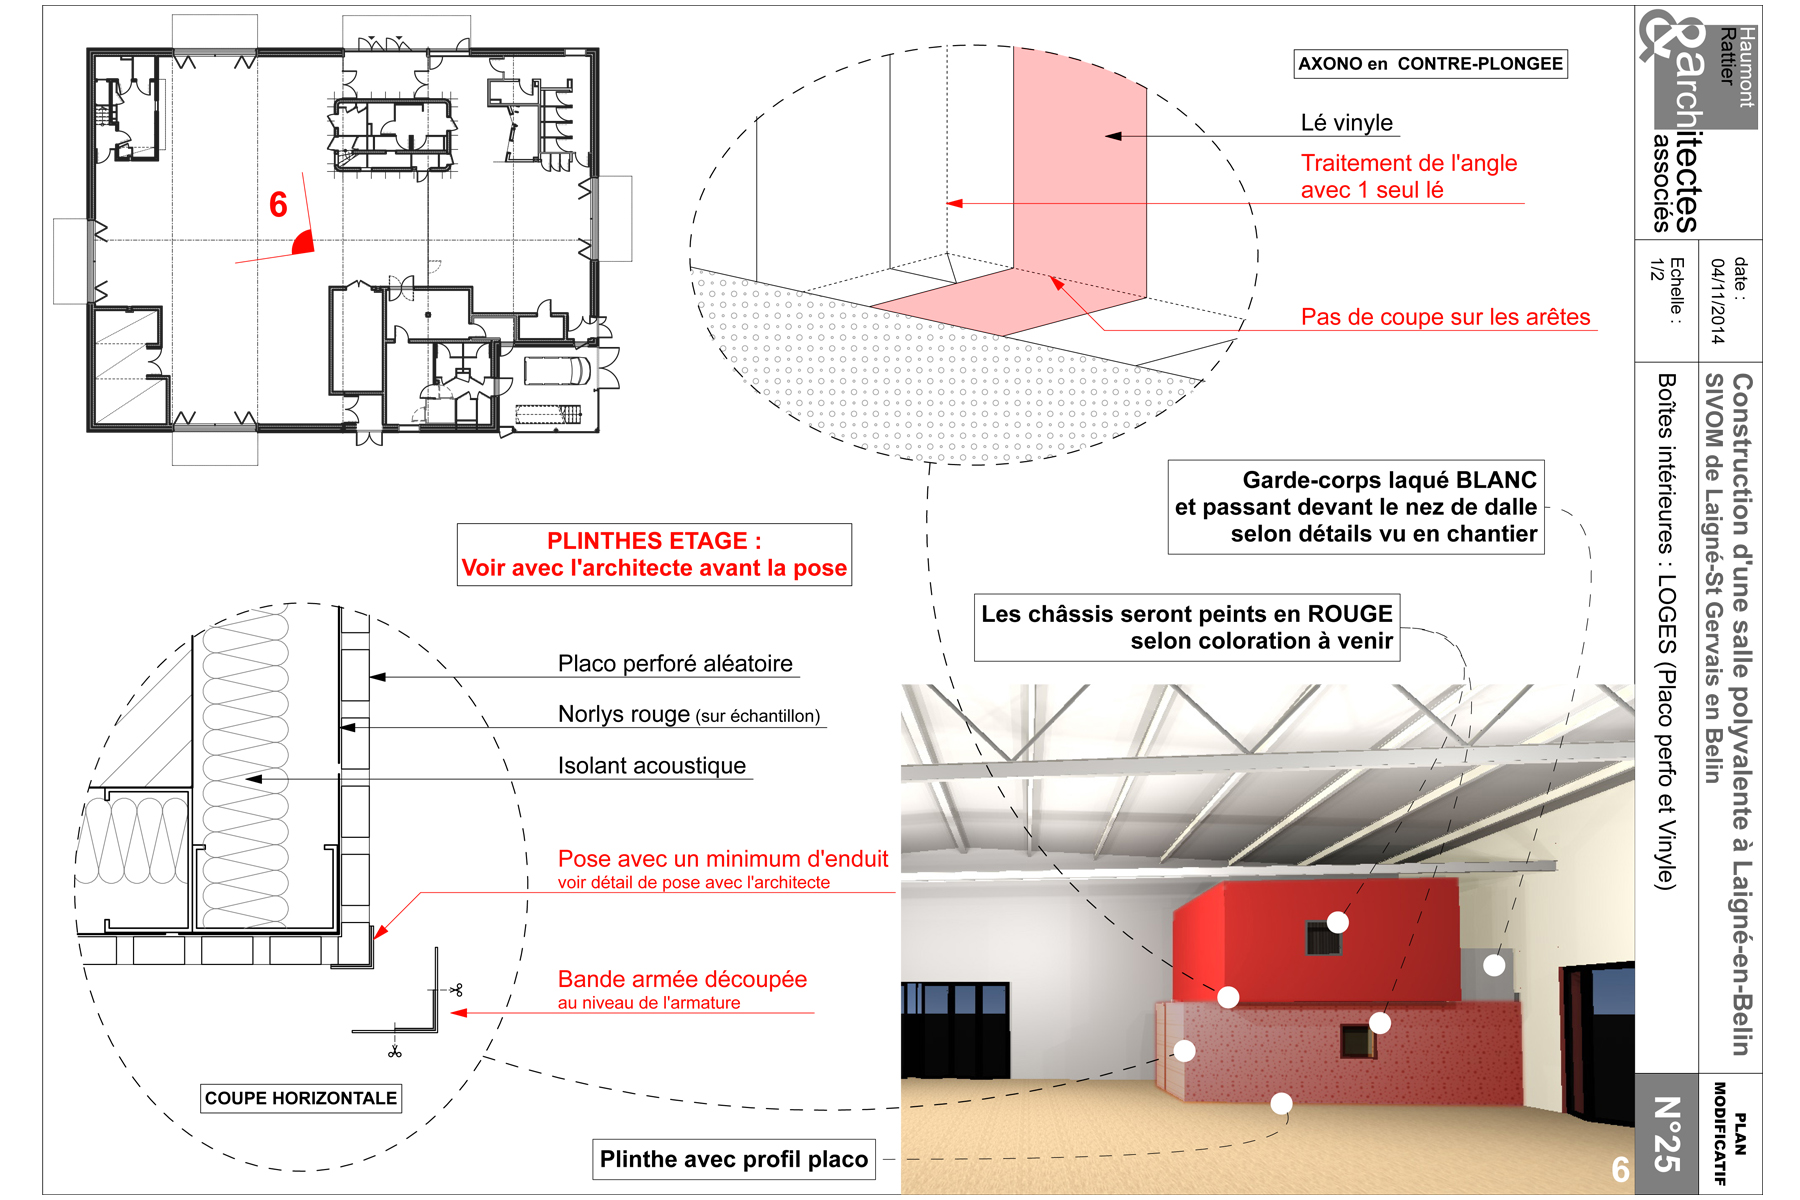 6
AXONO en CONTRE-PLONGEE
Lé vinyle
Traitement de l'angle
avec 1 seul lé
Pas de coupe sur les arêtes
Garde-corps laqué BLANC
et passant devant le nez de dalle
selon détails vu en chantier
PLINTHES ETAGE :
Voir avec l'architecte avant la pose
Les châssis seront peints en ROUGE
selon coloration à venir
Placo perforé aléatoire
Norlys rouge (sur échantillon)
Isolant acoustique
Pose avec un minimum d'enduit
voir détail de pose avec l'architecte
Bande armée découpée
au niveau de l'armature
COUPE HORIZONTALE
Plinthe avec profil placo
6
Haumont
Rattier
&architectes
associés
date :
04/11/2014
Echelle :
1/2
Construction d'une salle polyvalente à Laigné-en-Belin
SIVOM de Laigné-St Gervais en Belin
Boîtes intérieures : LOGES (Placo perfo et Vinyle)
PLAN
MODIFICATIF
N°25